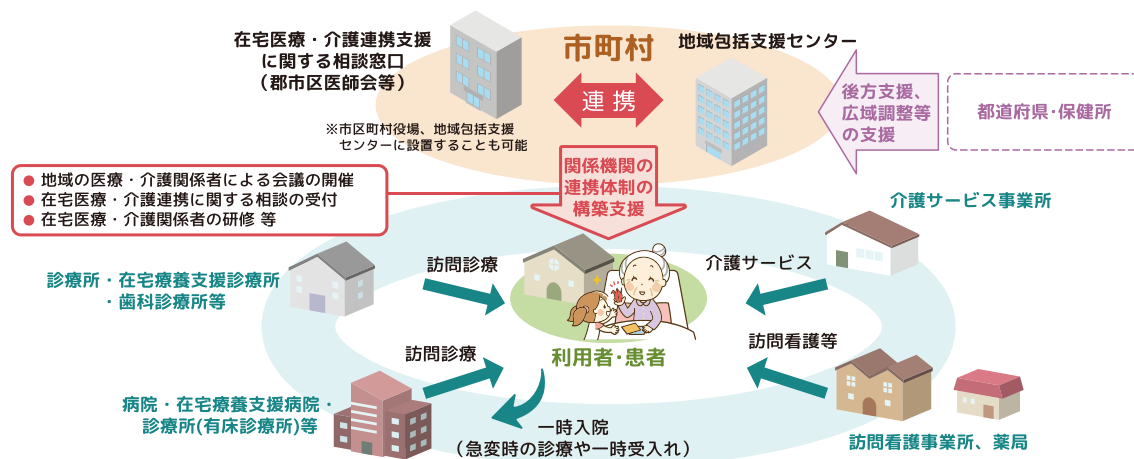 在宅医療・介護連携支援
に関する相談窓口
（郡市区医師会等）
市町村
地域包括支援センター
連携
※市区町村役場、地域包括支援
センターに設置することも可能
後方支援、
広域調整等
の支援
都道府県・保健所
関係機関の
連携体制の
構築支援
● 地域の医療・介護関係者による会議の開催
● 在宅医療・介護連携に関する相談の受付
● 在宅医療・介護関係者の研修 等
介護サービス事業所
診療所・在宅療養支援診療所
・歯科診療所等
訪問診療
介護サービス
利用者・患者
訪問診療
訪問看護等
病院・在宅療養支援病院・
診療所(有床診療所)等
一時入院
（急変時の診療や一時受入れ）
訪問看護事業所、薬局